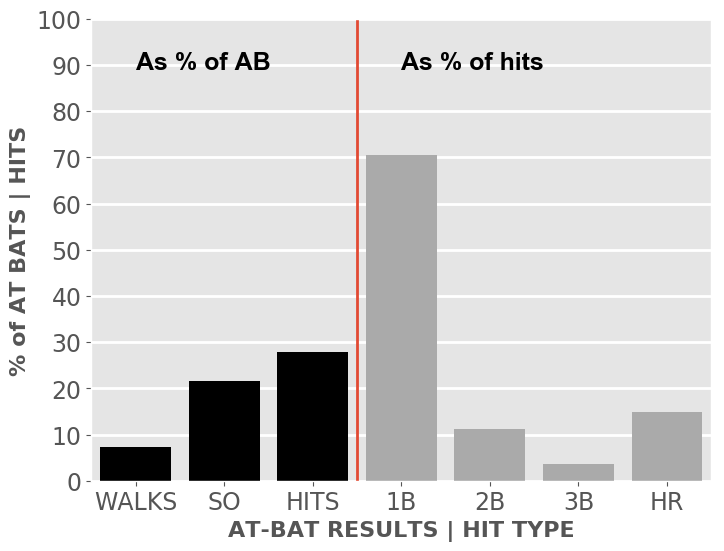 100
90
80
70
60
50
40
30
20
10
0
As % of AB
As % of hits
% of AT BATS | HITS
WALKS SO HITS 1B 2B 3B HR
AT-BAT RESULTS | HIT TYPE